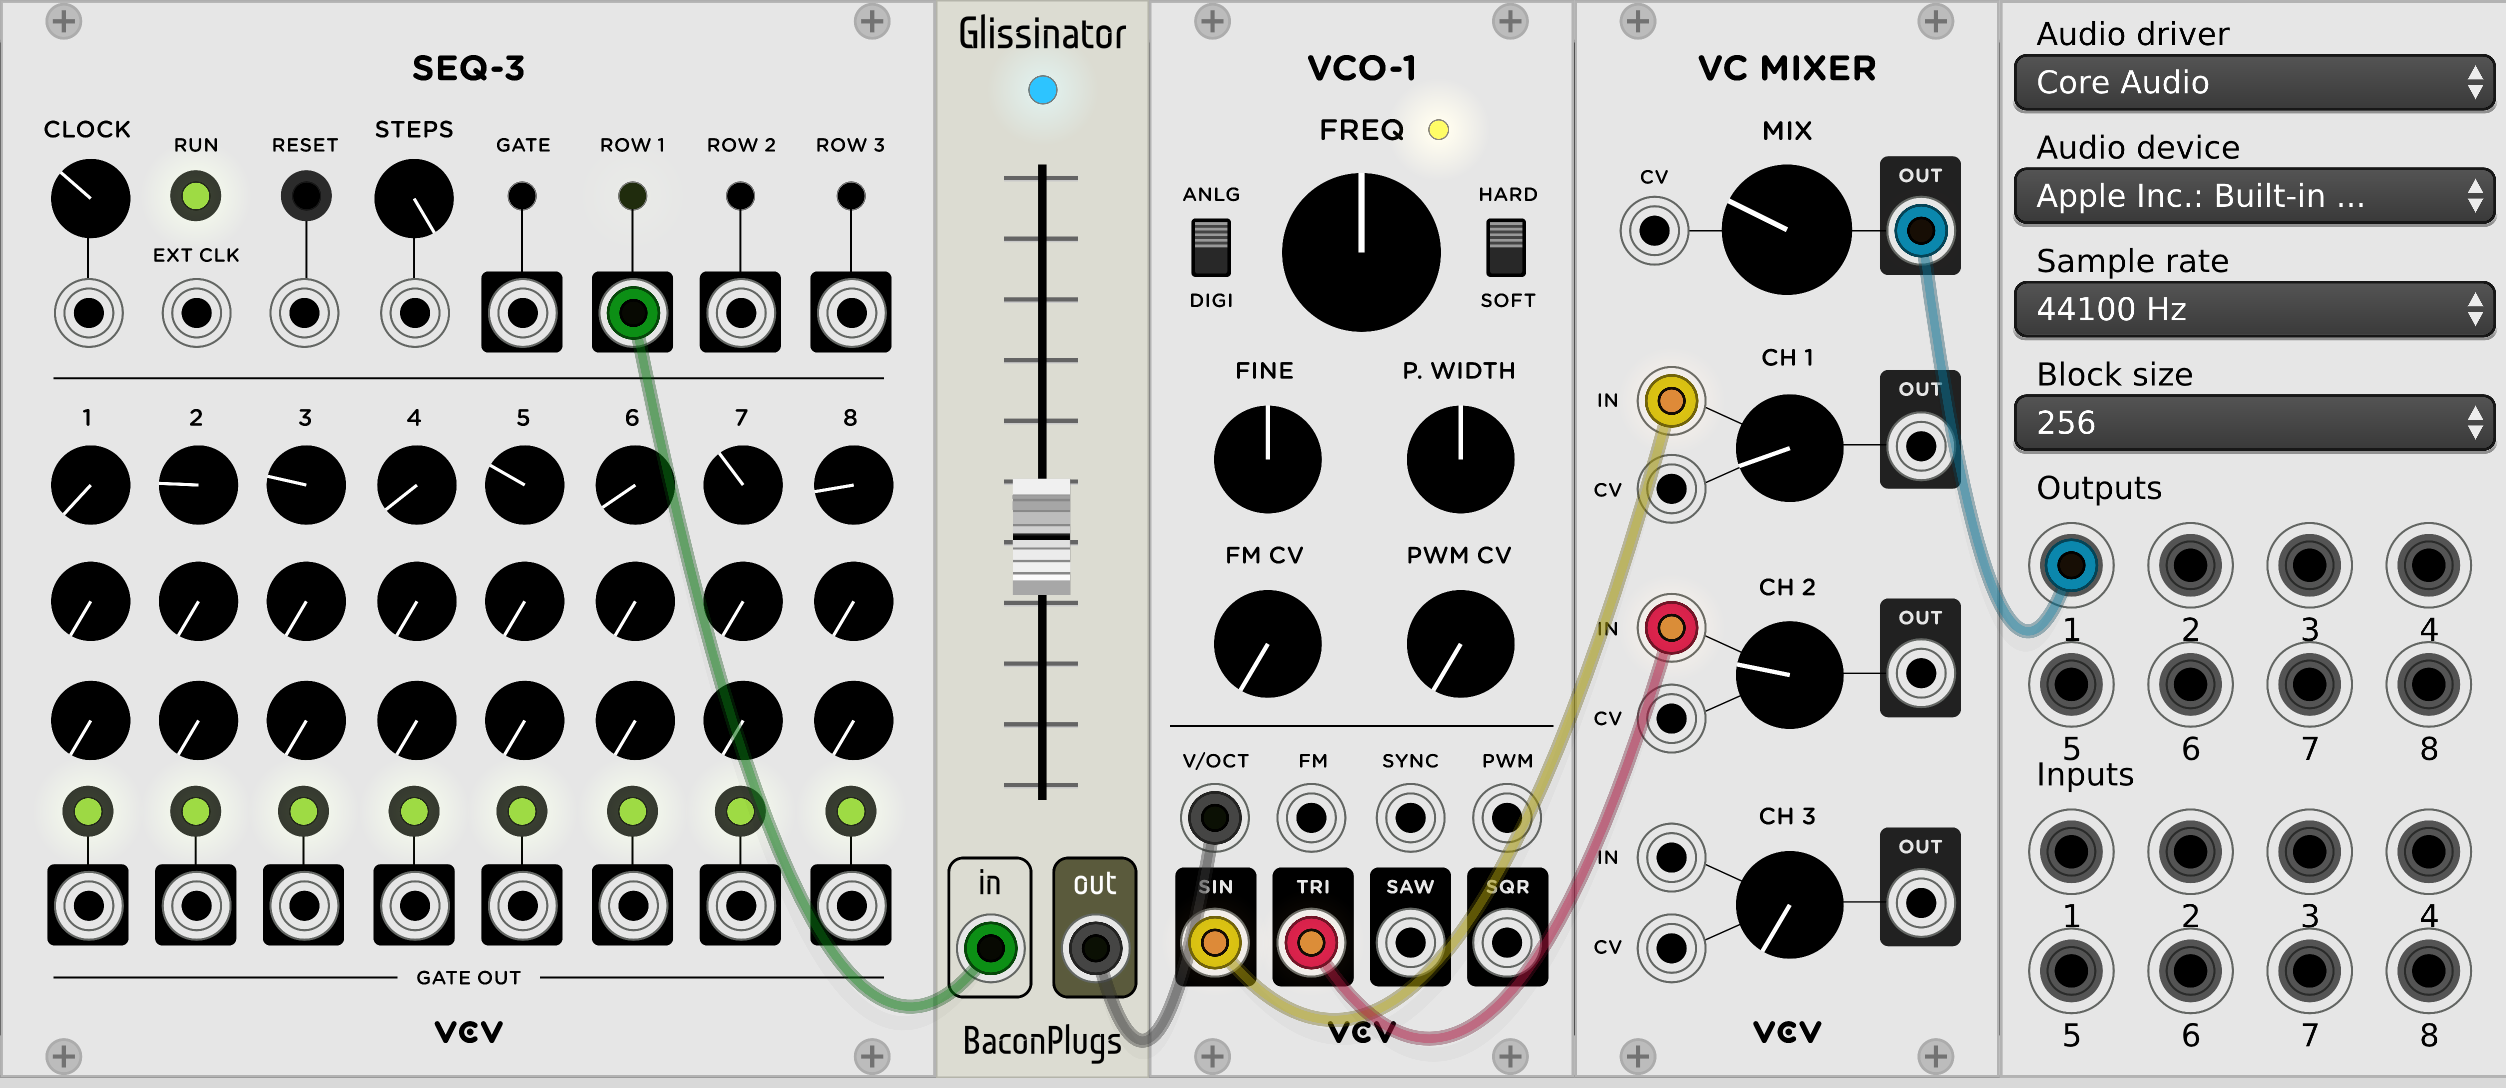 SEQ-3
CLOCK
RUN
RESET
STEPS
GATE
ROW 1
ROW 2
ROW 3
EXT CLK
1 2 3 4 5 6 7 8
GATE OUT
VCV
Glissinator
in
out
BaconPlugs
VCO-1
FREQ
ANLG
DIGI
HARD
SOFT
FINE
P. WIDTH
FM CV
PWM CV
V/OCT
FM
SYNC
PWM
SIN
TRI
SAW
SQR
VCV
VC MIXER
MIX
CV
OUT
CH 1
IN
CV
OUT
CH 2
IN
CV
OUT
CH 3
IN
CV
OUT
VCV
Audio driver
Core Audio
Audio device
Apple Inc.: Built-in ...
Sample rate
44100 Hz
Block size
256
Outputs
1 2 3 4
5 6 7 8
Inputs
1 2 3 4
5 6 7 8